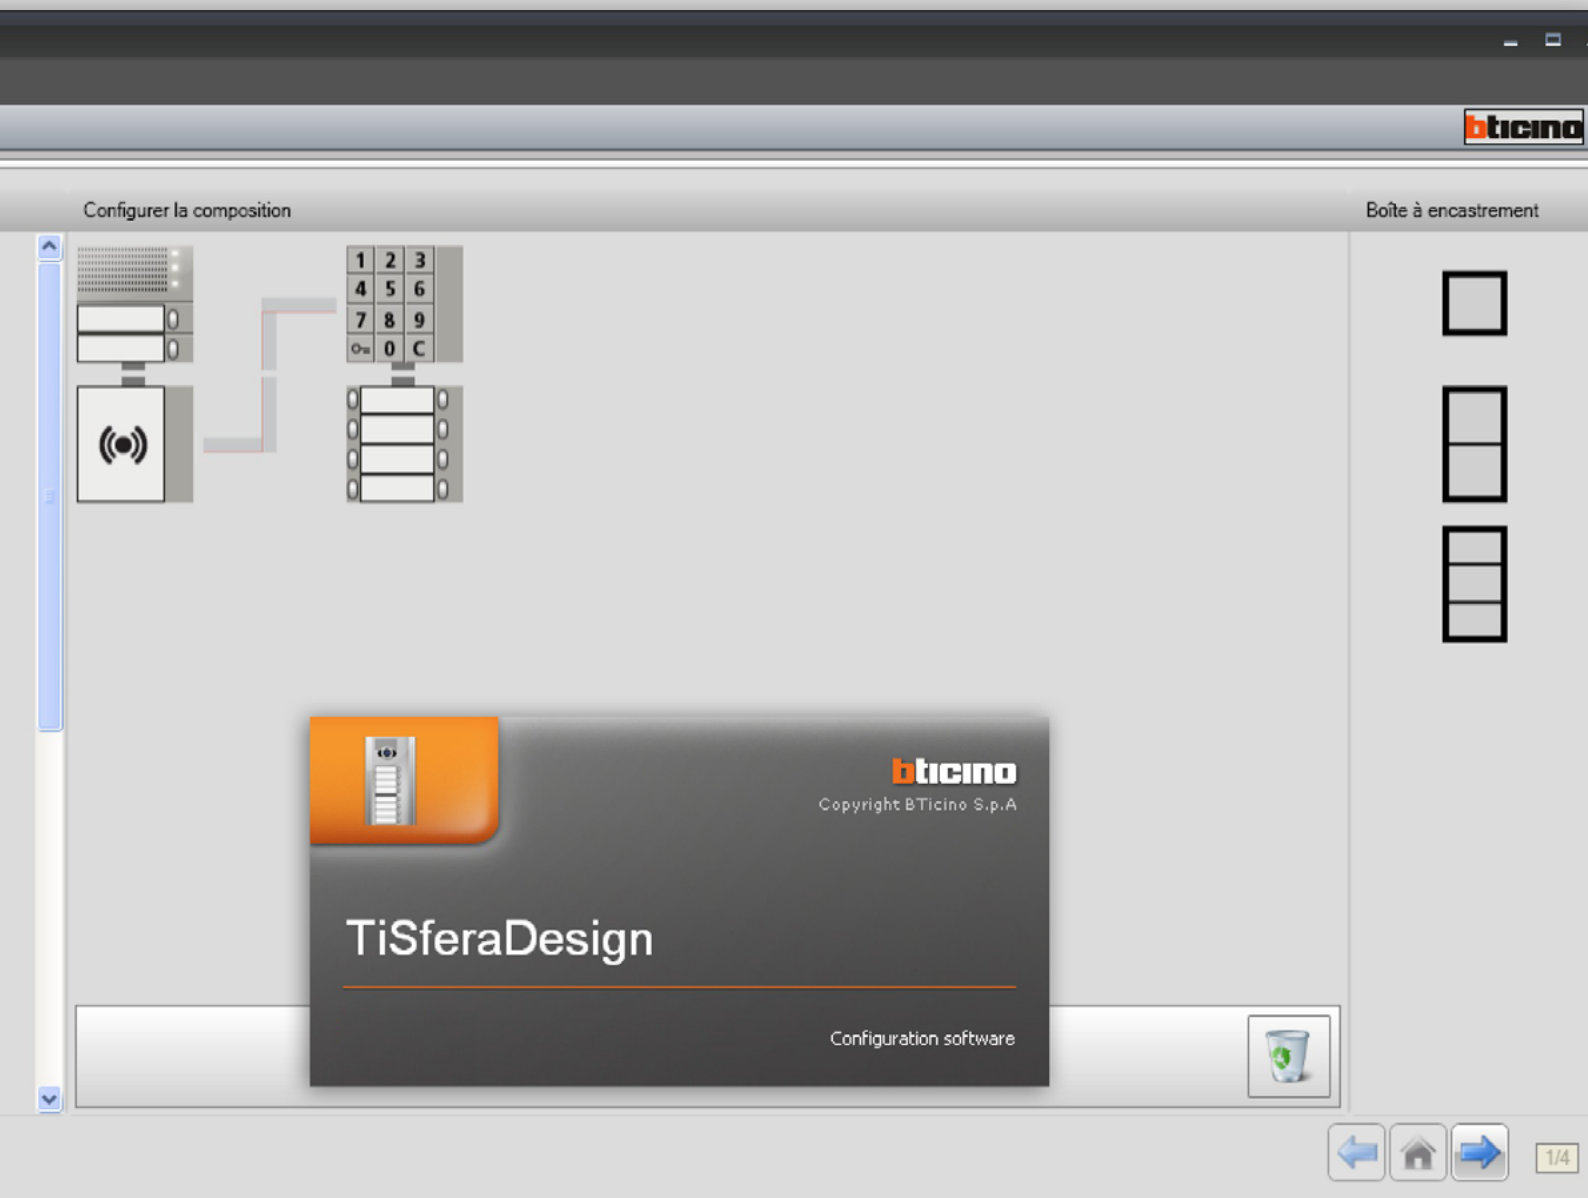 bticino
Configurer la composition
Boîte à encastrement
1 2 3
4 5 6
7 8 9
0 C
bticino
Copyright BTicino S.p.A
TiSferaDesign
Configuration software
1/4